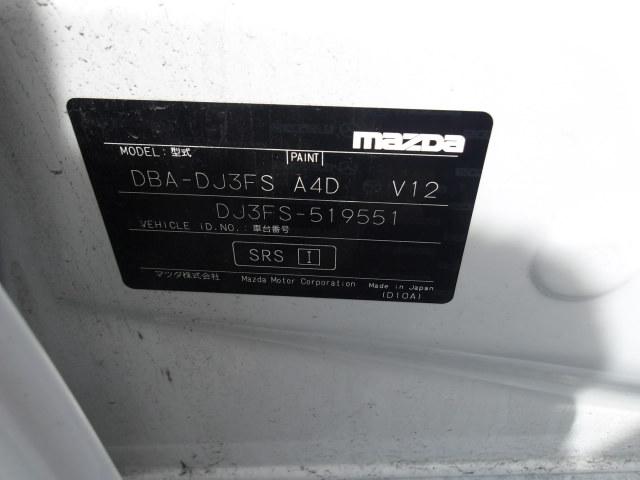 mazda
MODEL: 型式 PAINT
DBA-DJ3FS A4D V12
DJ3FS-519551
VEHICLE ID.NO.: 車台番号
SRS I
マツダ株式会社 Mazda Motor Corporation Made in Japan
(D10A)